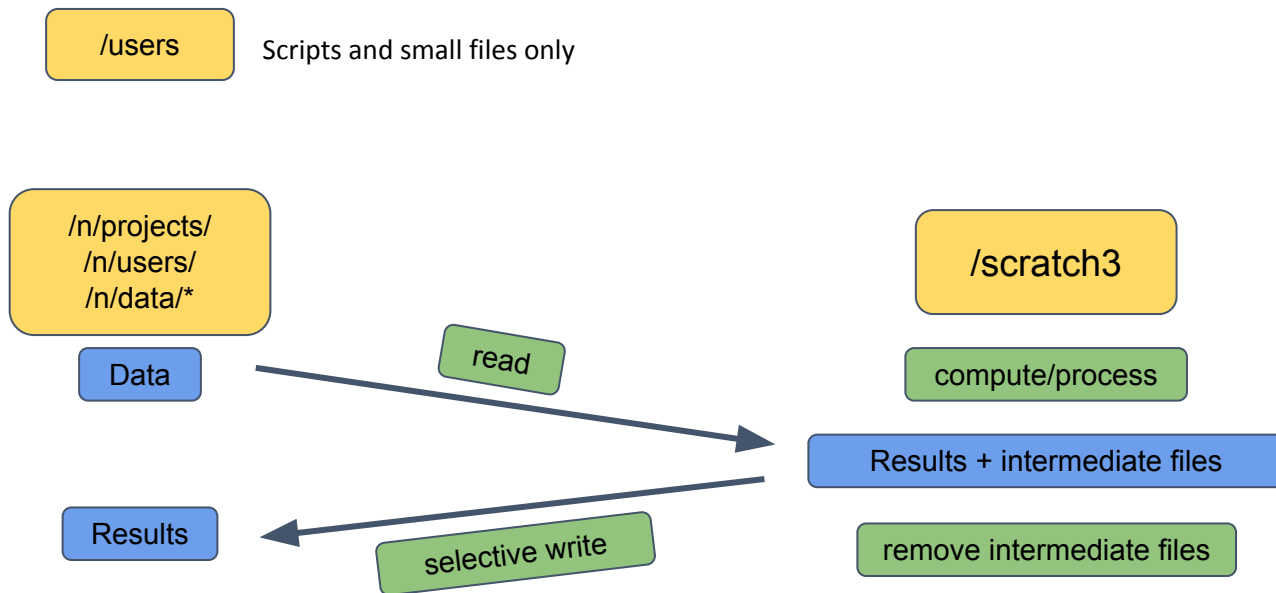 /users
Scripts and small files only
/n/projects/
/n/users/
/n/data/*
/scratch3
Data
read
compute/process
Results + intermediate files
Results
selective write
remove intermediate files